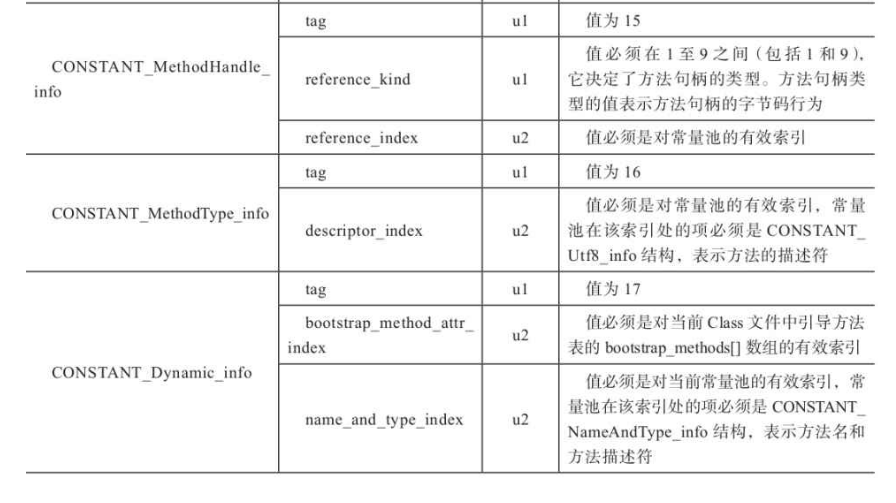 tag u1 值为 15
CONSTANT_MethodHandle_
info
reference_kind u1 值必须在 1 至 9 之间（包括 1 和 9），
它决定了方法句柄的类型。方法句柄类
型的值表示方法句柄的字节码行为
reference_index u2 值必须是对常量池的有效索引
tag u1 值为 16
CONSTANT_MethodType_info
descriptor_index u2 值必须是对常量池的有效索引，常量
池在该索引处的项必须是 CONSTANT_
Utf8_info 结构，表示方法的描述符
tag u1 值为 17
CONSTANT_Dynamic_info
bootstrap_method_attr_
index u2 值必须是对当前 Class 文件中引导方法
表的 bootstrap_methods[] 数组的有效索引
name_and_type_index u2 值必须是对当前常量池的有效索引，常
量池在该索引处的项必须是 CONSTANT_
NameAndType_info 结构，表示方法名和
方法描述符